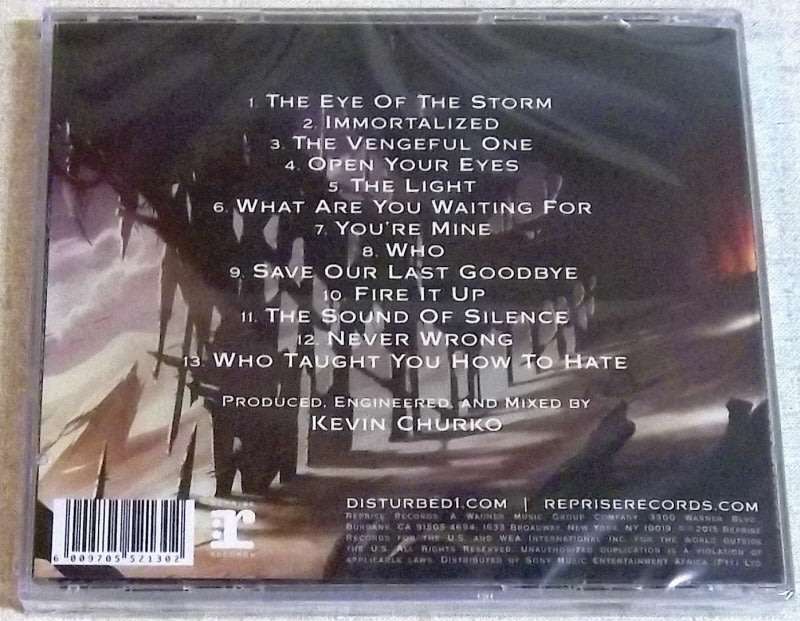 1. The Eye Of The Storm
2. Immortalized
3. The Vengeful One
4. Open Your Eyes
5. The Light
6. What Are You Waiting For
7. You're Mine
8. Who
9. Save Our Last Goodbye
10. Fire It Up
11. The Sound Of Silence
12. Never Wrong
13. Who Taught You How To Hate
Produced, Engineered, and Mixed by
Kevin Churko
DISTURBED1.COM | REPRISERECORDS.COM
Reprise Records, A Warner Music Group Company, 3300 Warner Blvd.
Burbank, CA 91505-4694, 1633 Broadway, New York, NY 10019. ©2015 Reprise
Records for the U.S. and WEA International Inc. for the world outside
the U.S. All Rights Reserved. Unauthorized duplication is a violation of
applicable laws. Distributed by Sony Music Entertainment Africa (Pty) Ltd
r
RECORDS
6 009705 521302